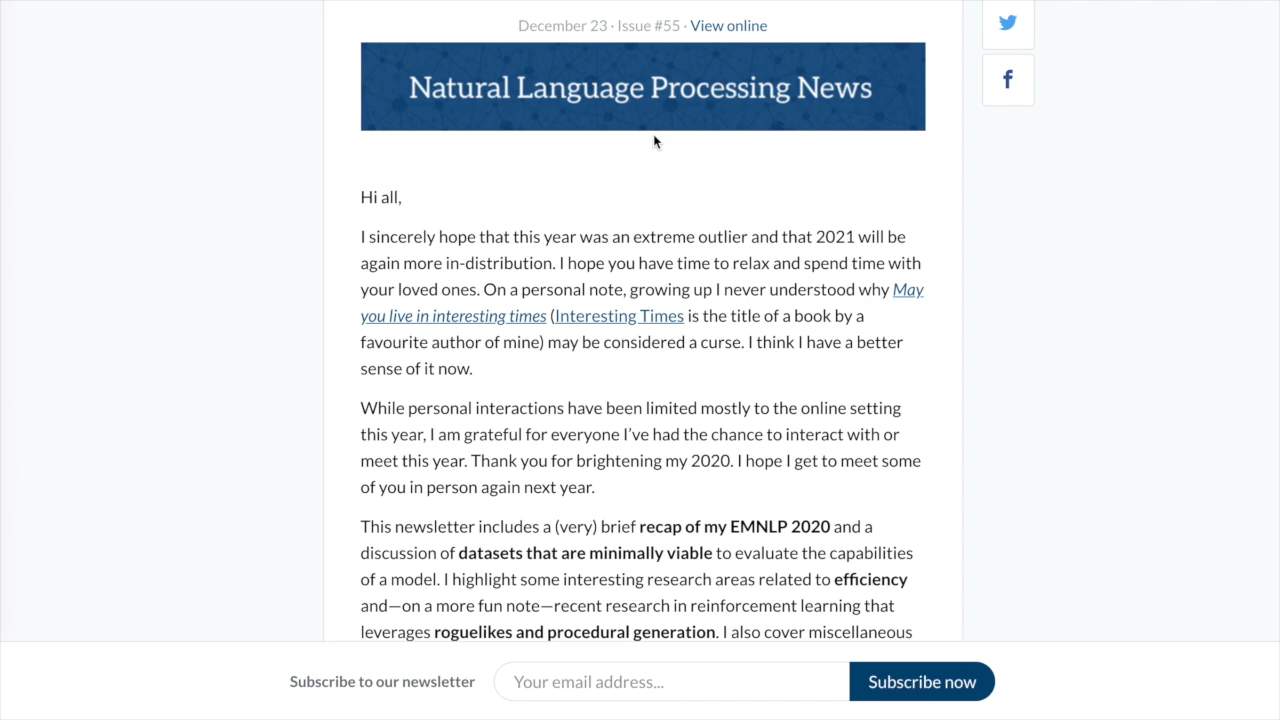 December 23 · Issue #55 · View online
Natural Language Processing News
Hi all,
I sincerely hope that this year was an extreme outlier and that 2021 will be
again more in-distribution. I hope you have time to relax and spend time with
your loved ones. On a personal note, growing up I never understood why May
you live in interesting times (Interesting Times is the title of a book by a
favourite author of mine) may be considered a curse. I think I have a better
sense of it now.
While personal interactions have been limited mostly to the online setting
this year, I am grateful for everyone I’ve had the chance to interact with or
meet this year. Thank you for brightening my 2020. I hope I get to meet some
of you in person again next year.
This newsletter includes a (very) brief recap of my EMNLP 2020 and a
discussion of datasets that are minimally viable to evaluate the capabilities
of a model. I highlight some interesting research areas related to efficiency
and—on a more fun note—recent research in reinforcement learning that
leverages roguelikes and procedural generation. I also cover miscellaneous
Subscribe to our newsletter
Your email address...
Subscribe now